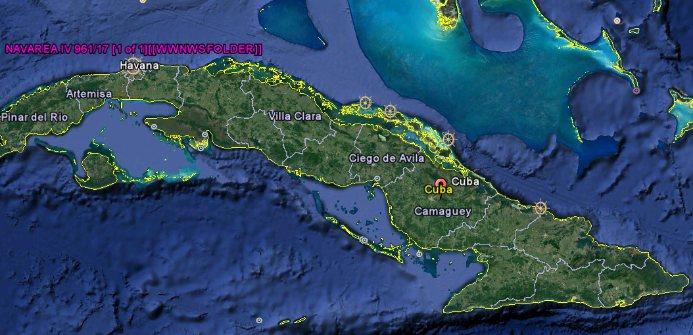 NAVAREA IV 961/17 [1 of 1][[WWNWSFOLDER]]
Havana
Artemisa
Pinar del Rio
Villa Clara
Ciego de Avila
Cuba
Cuba
Camaguey